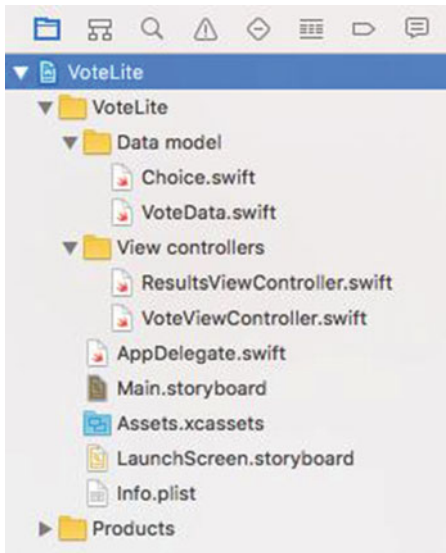 VoteLite
VoteLite
Data model
Choice.swift
VoteData.swift
View controllers
ResultsViewController.swift
VoteViewController.swift
AppDelegate.swift
Main.storyboard
Assets.xcassets
LaunchScreen.storyboard
Info.plist
Products